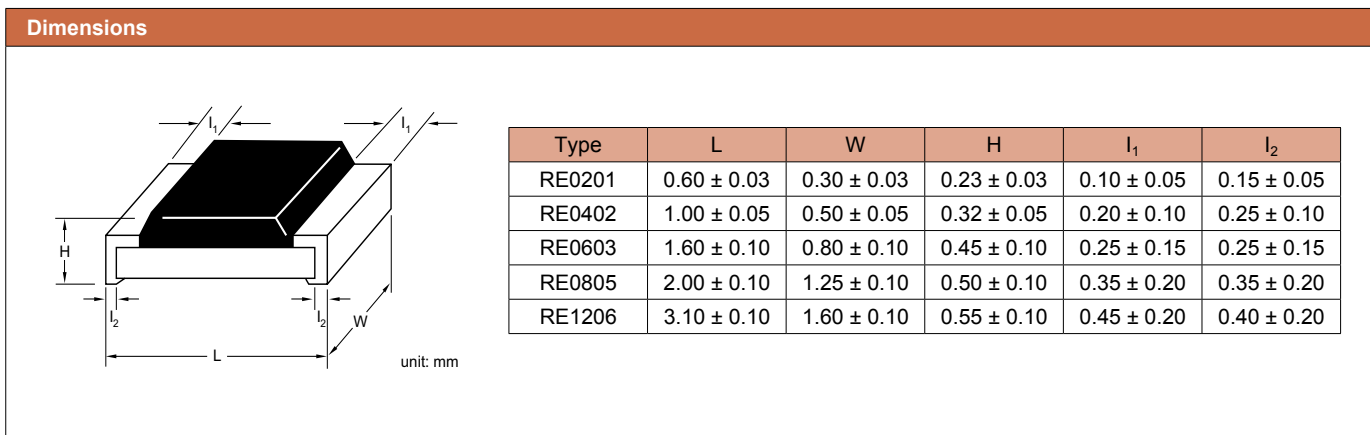 Dimensions
l₁ l₁
H
l₂ l₂ W
L
unit: mm
Type L W H l₁ l₂
RE0201 0.60 ± 0.03 0.30 ± 0.03 0.23 ± 0.03 0.10 ± 0.05 0.15 ± 0.05
RE0402 1.00 ± 0.05 0.50 ± 0.05 0.32 ± 0.05 0.20 ± 0.10 0.25 ± 0.10
RE0603 1.60 ± 0.10 0.80 ± 0.10 0.45 ± 0.10 0.25 ± 0.15 0.25 ± 0.15
RE0805 2.00 ± 0.10 1.25 ± 0.10 0.50 ± 0.10 0.35 ± 0.20 0.35 ± 0.20
RE1206 3.10 ± 0.10 1.60 ± 0.10 0.55 ± 0.10 0.45 ± 0.20 0.40 ± 0.20